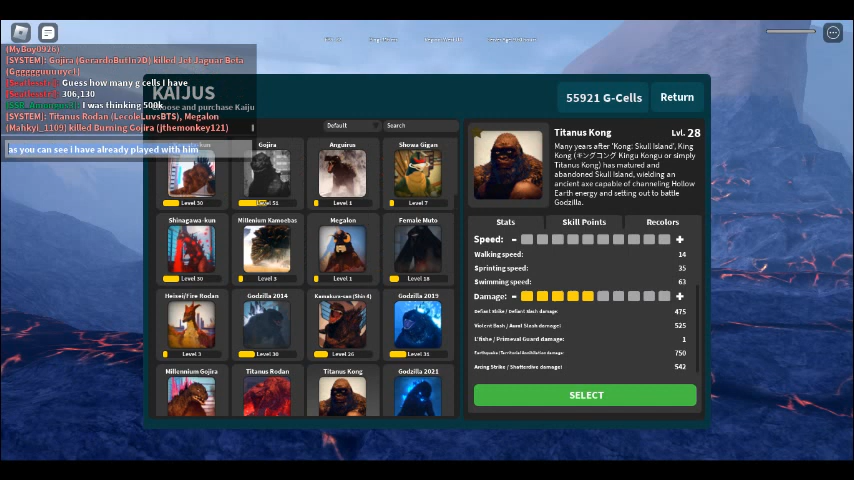 (MyBoy0926)
[SYSTEM]: Gojira (GerardoButIn2D) killed Jet Jaguar Beta
(Ggggguuuuye!)
Guess how many g cells i have
306,130
I was thinking 500k
[SYSTEM]: Titanus Rodan (LecoleLuvsBTS), Megalon
(Mahkyi_1109) killed Burning Gojira (jthemonkey121)
as you can see i have already played with him
KAIJUS
Choose and purchase Kaiju
55921 G-Cells
Return
Default
Search
Gojira
Anguirus
Showa Gigan
Level 30
Level 51
Level 1
Level 7
Shinagawa-kun
Millenium Kamoebas
Megalon
Female Muto
Level 30
Level 3
Level 1
Level 18
Heisei/Fire Rodan
Godzilla 2014
Kamakura-san (Shin 4)
Godzilla 2019
Level 3
Level 30
Level 26
Level 31
Millennium Gojira
Titanus Rodan
Titanus Kong
Godzilla 2021
Titanus Kong
Lvl. 28
Many years after 'Kong: Skull Island', King
Kong (キングコング Kingu Kongu or simply
Titanus Kong) has matured and
abandoned Skull Island, wielding an
ancient axe capable of channeling Hollow
Earth energy and setting out to battle
Godzilla.
Stats
Skill Points
Recolors
Speed: - +
Walking speed: 14
Sprinting speed: 35
Swimming speed: 63
Damage: - +
Defiant Strike / Defiant Slash damage: 475
Violent Bash / Awol Slash damage: 525
L'Bishe / Primeval Guard damage: 1
Earthquake/Territorial Annihilation damage: 750
Arcing Strike / Shatterdive damage: 542
SELECT